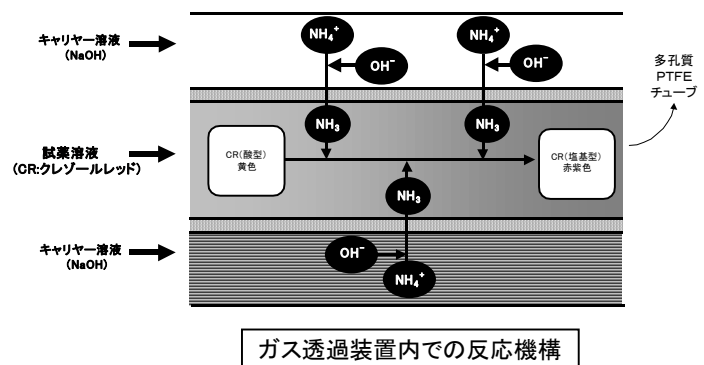 キャリヤー溶液
(NaOH)
NH₄⁺
OH⁻
NH₄⁺
OH⁻
多孔質
PTFE
チューブ
NH₃
NH₃
試薬溶液
(CR:クレゾールレッド)
CR(酸型)
黄色
CR(塩基型)
赤紫色
NH₃
キャリヤー溶液
(NaOH)
OH⁻
NH₄⁺
ガス透過装置内での反応機構